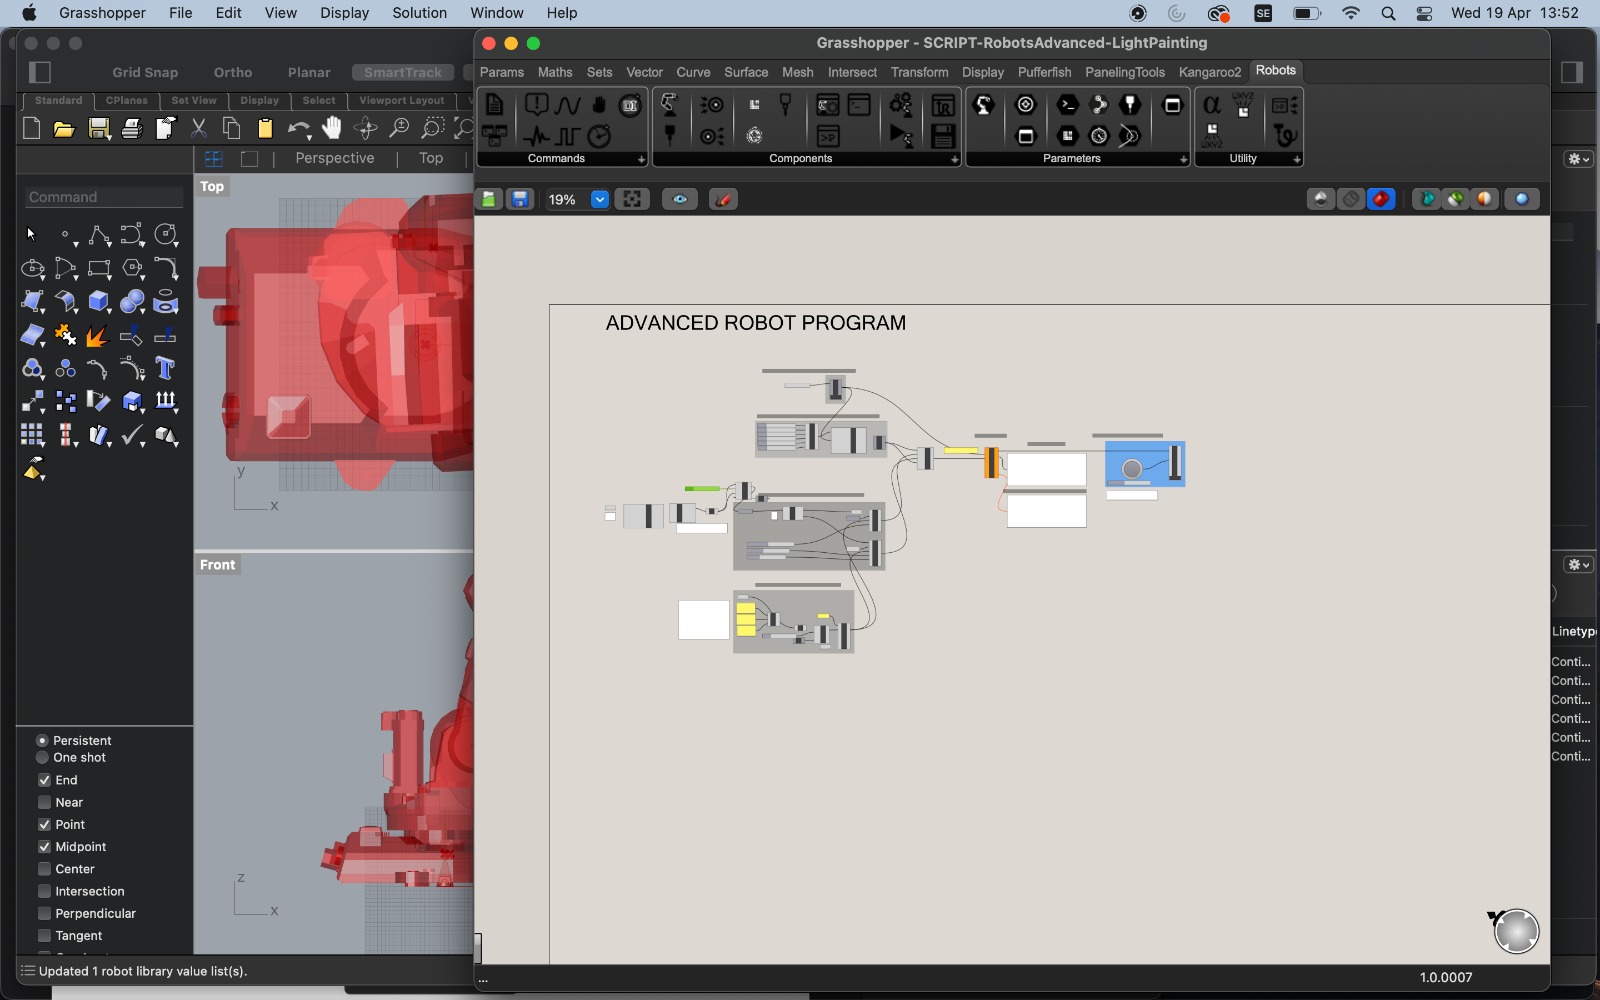 Grasshopper File Edit View Display Solution Window Help
SE Wed 19 Apr 13:52
Grasshopper - SCRIPT-RobotsAdvanced-LightPainting
Grid Snap Ortho Planar SmartTrack
Params Maths Sets Vector Curve Surface Mesh Intersect Transform Display Pufferfish PanelingTools Kangaroo2 Robots
Standard CPlanes Set View Display Select Viewport Layout
Commands Components Parameters Utility
Perspective Top
Top
Command
19%
ADVANCED ROBOT PROGRAM
y
x
Front
Linetyp
Conti...
Conti...
Conti...
Conti...
Conti...
Conti...
Persistent
One shot
End
Near
Point
Midpoint
Center
Intersection
Perpendicular
Tangent
z
x
Updated 1 robot library value list(s).
...
1.0.0007